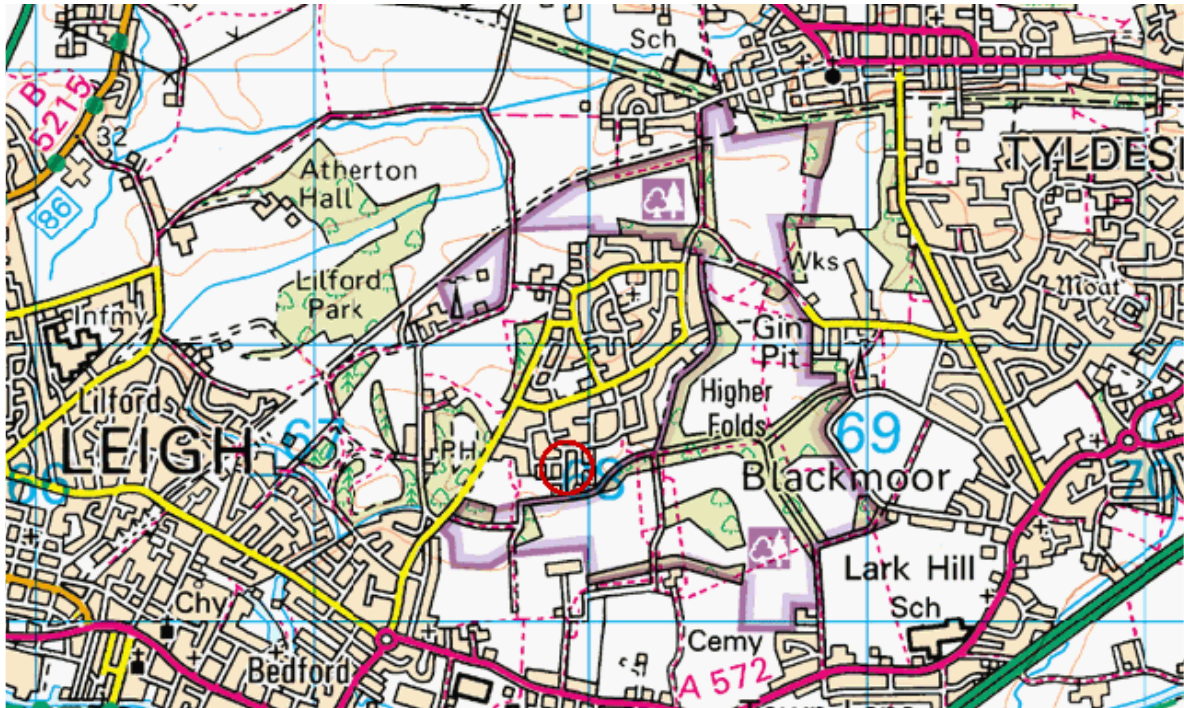 Sch
B
5215
32
TYLDESL
Atherton
Hall
86
Lilford
Park
Wks
Moat
Infmy
Gin
Pit
Higher
Folds
Lilford
67
69
LEIGH
PH
66
68
Blackmoor
70
Lark Hill
Chy
Sch
Cemy
Bedford
A 572